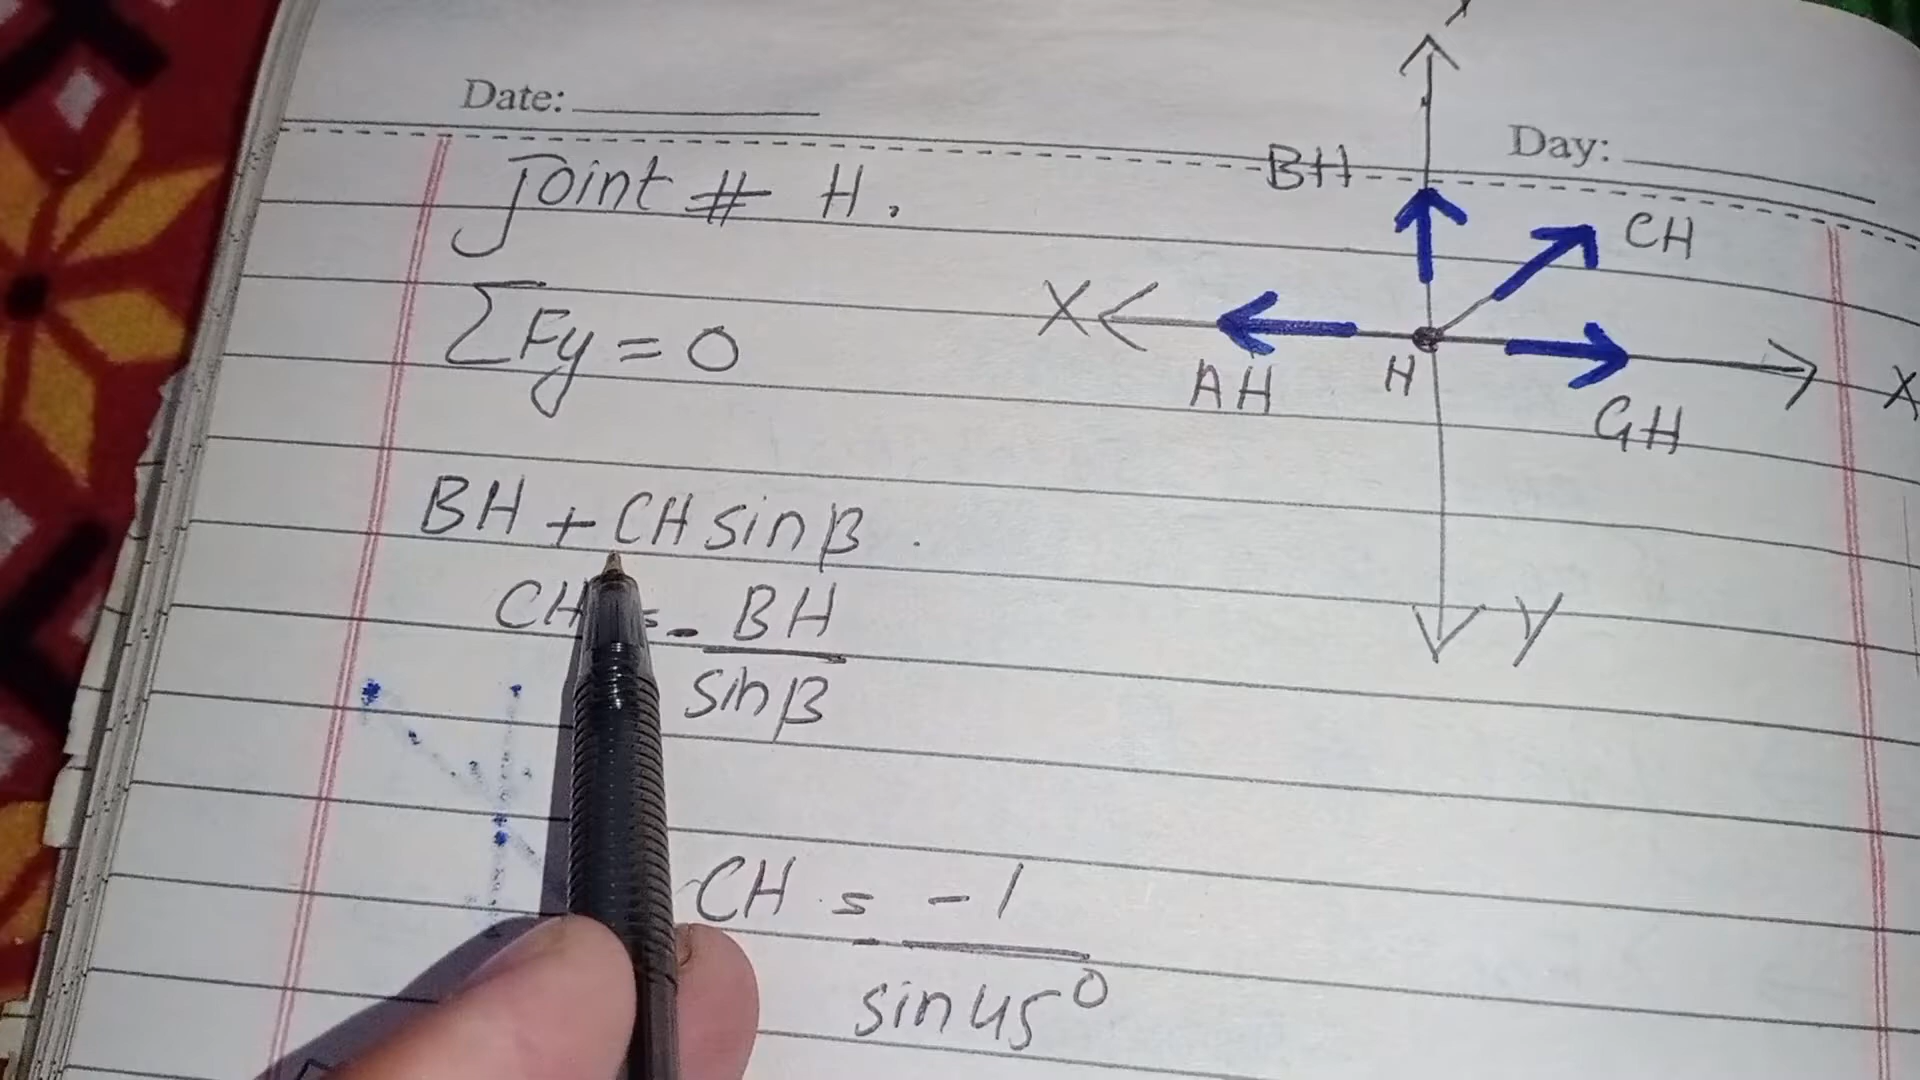 Date:
Day:
Joint # H.
ΣFy = 0
BH
CH
X
AH
H
GH
X
Y
BH + CH sinβ .
CH = - BH
sinβ
CH = -1
sin45°